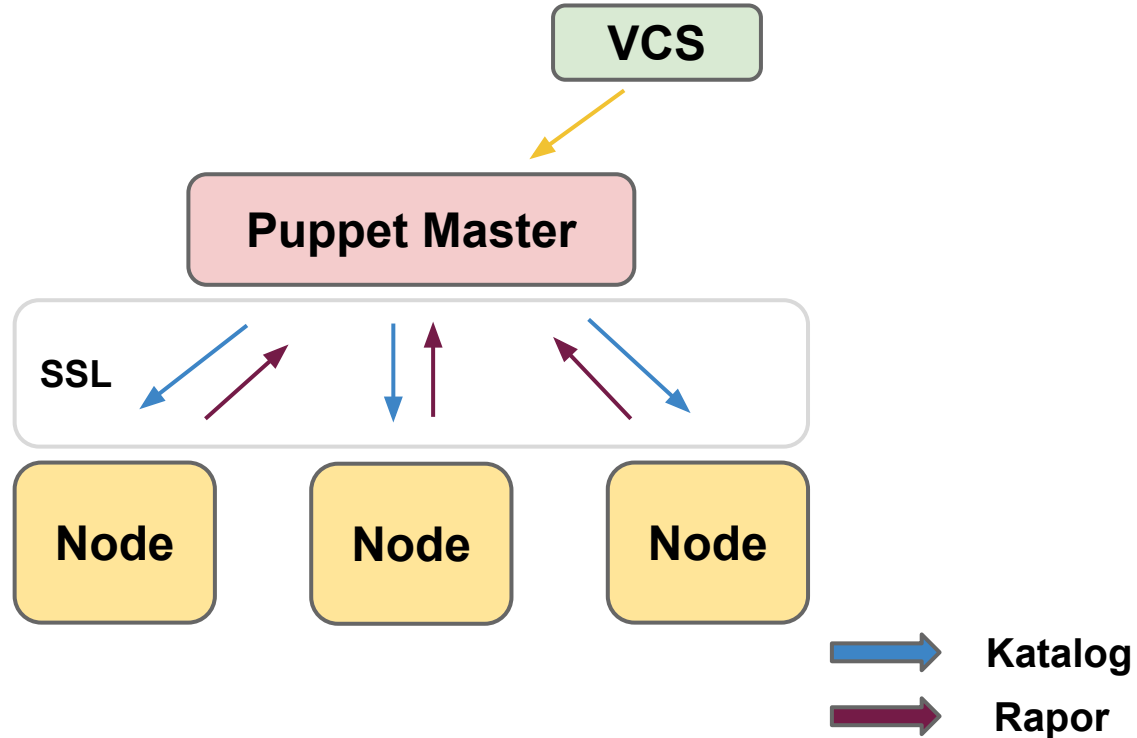 VCS
Puppet Master
SSL
Node
Node
Node
Katalog
Rapor